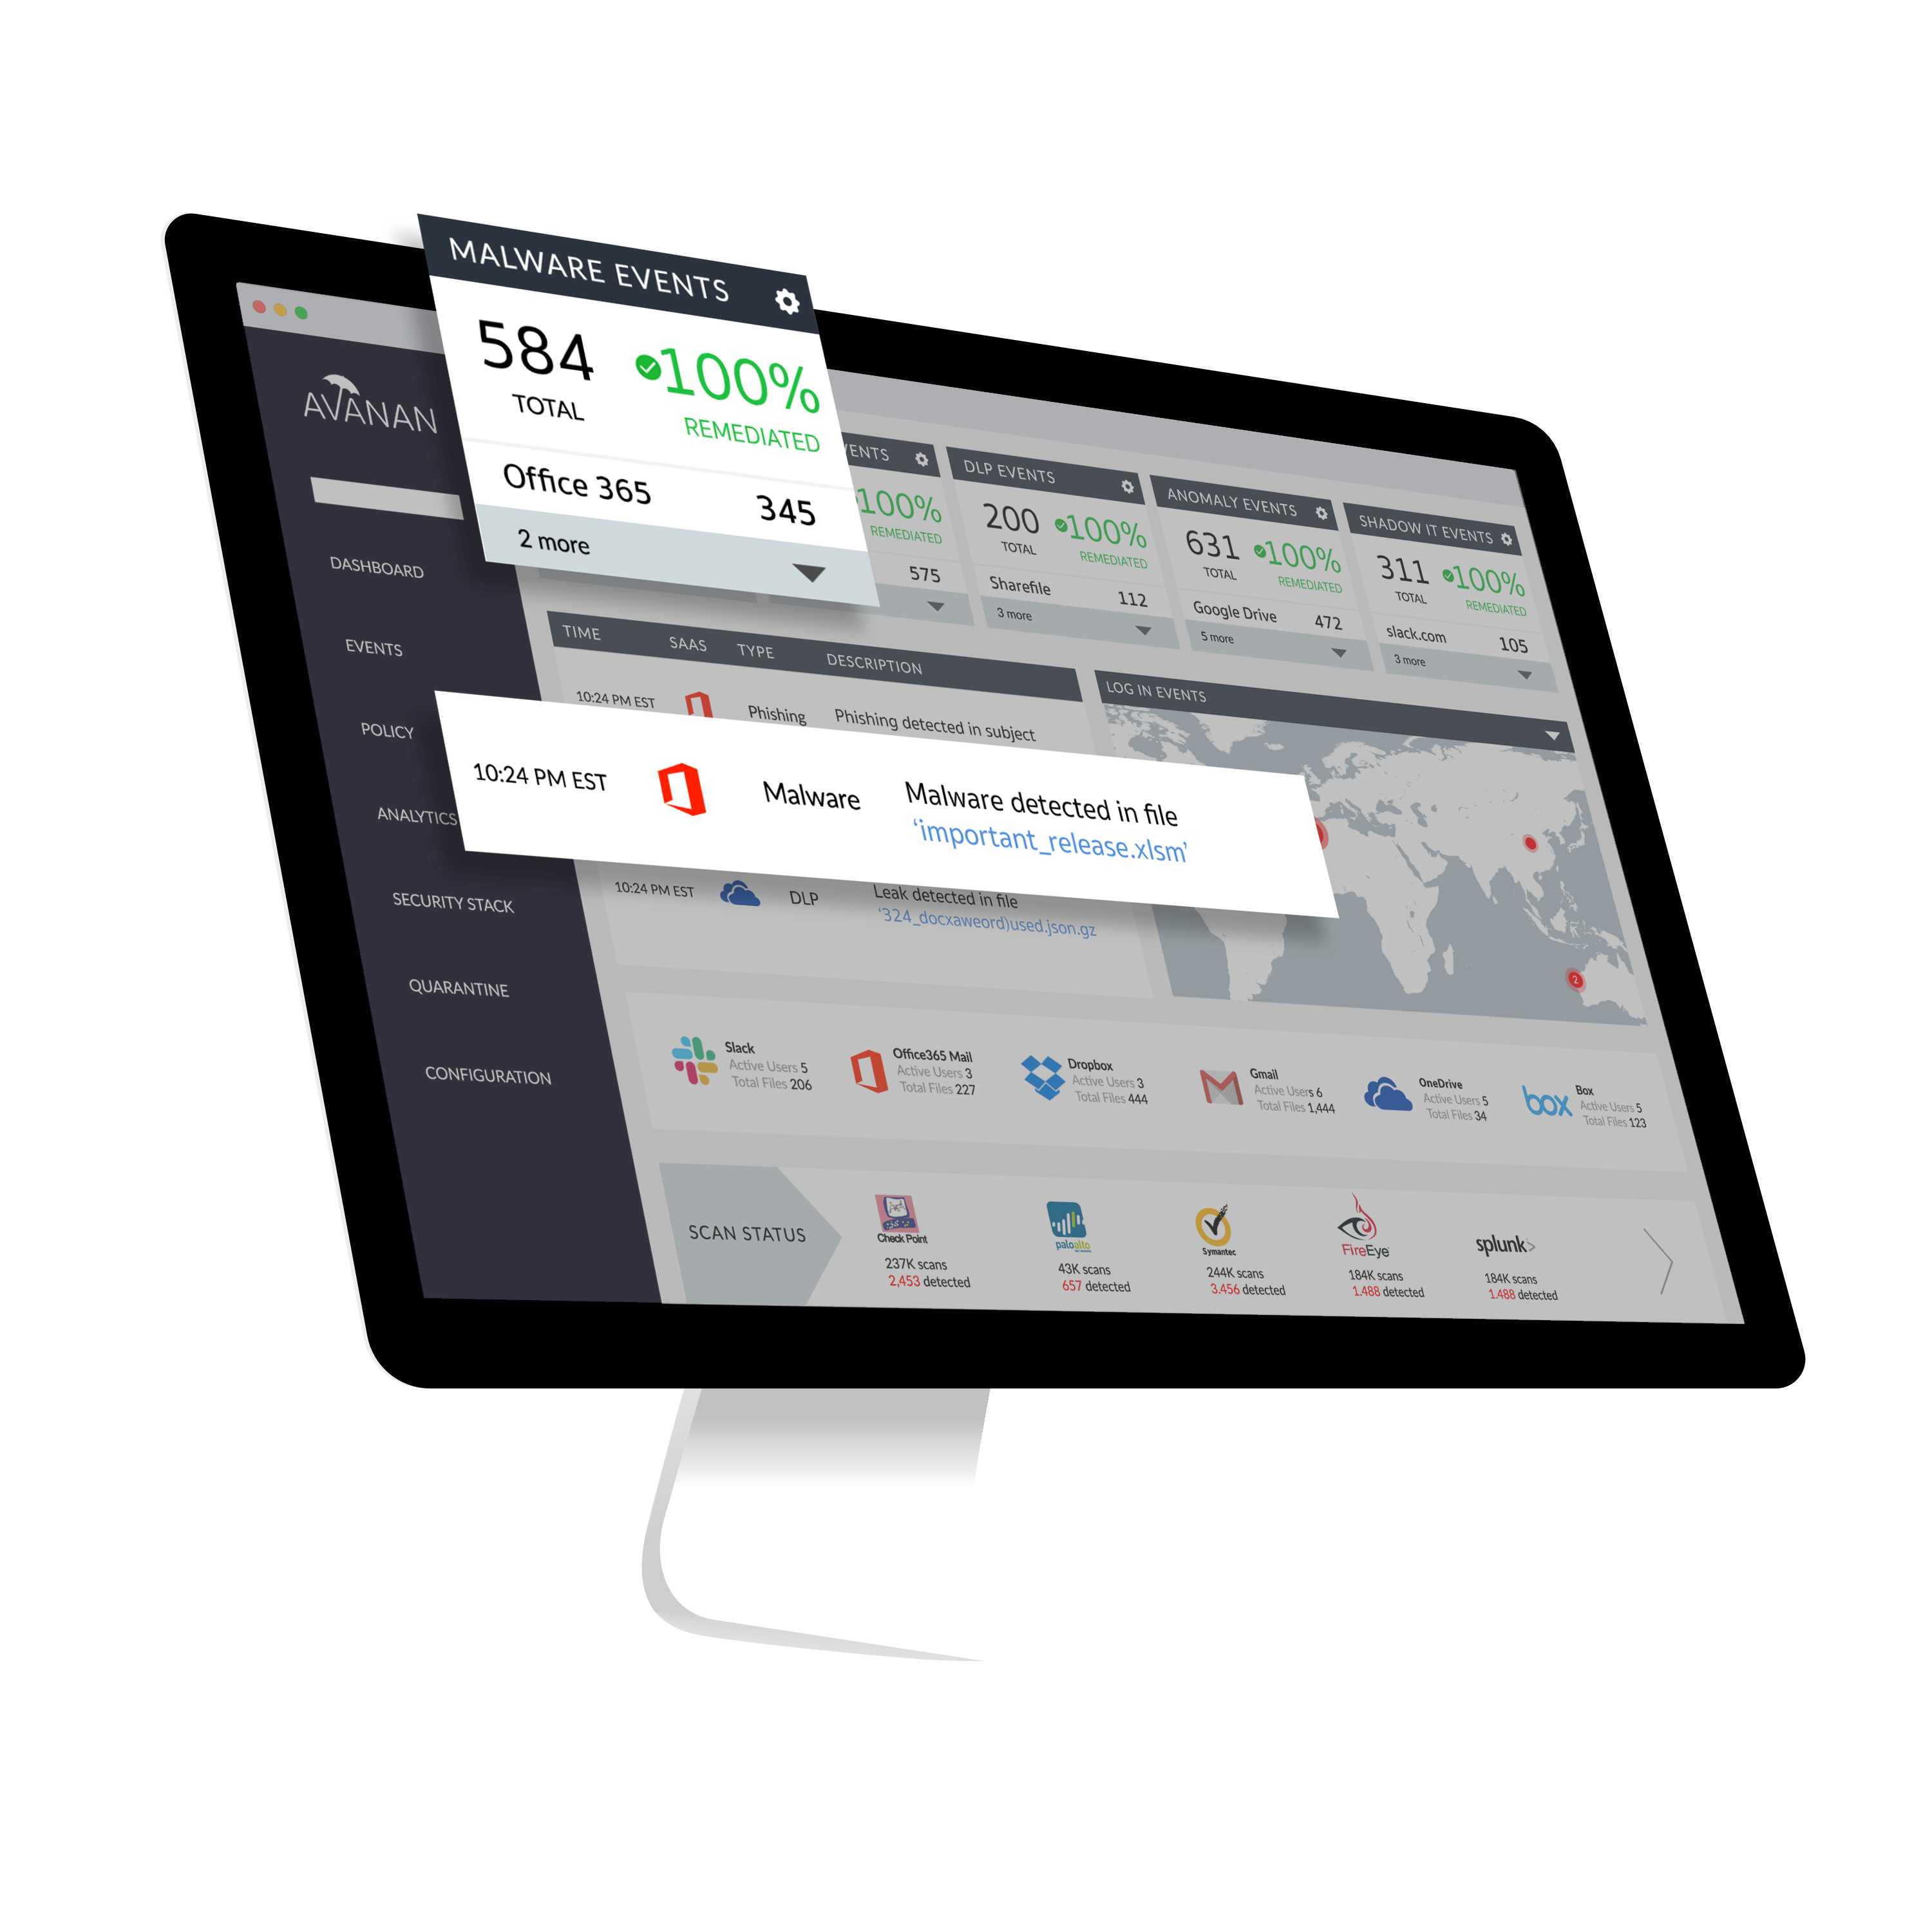 MALWARE EVENTS
584
TOTAL
100%
REMEDIATED
Office 365 345
2 more
AVANAN
DASHBOARD
EVENTS
POLICY
ANALYTICS
SECURITY STACK
QUARANTINE
CONFIGURATION
100%
REMEDIATED
575
DLP EVENTS
200
TOTAL
100%
REMEDIATED
Sharefile 112
3 more
ANOMALY EVENTS
631
TOTAL
100%
REMEDIATED
Google Drive 472
5 more
SHADOW IT EVENTS
311
TOTAL
100%
REMEDIATED
slack.com 105
3 more
TIME SAAS TYPE DESCRIPTION
10:24 PM EST Phishing Phishing detected in subject
10:24 PM EST Malware Malware detected in file
‘important_release.xlsm’
10:24 PM EST DLP Leak detected in file
‘324_docxaweord)used.json.gz
LOG IN EVENTS
2
Slack
Active Users 5
Total Files 206
Office365 Mail
Active Users 3
Total Files 227
Dropbox
Active Users 3
Total Files 444
Gmail
Active Users 6
Total Files 1,444
OneDrive
Active Users 5
Total Files 34
box
Box
Active Users 5
Total Files 123
SCAN STATUS
Check Point
237K scans
2,453 detected
paloalto
43K scans
657 detected
Symantec
244K scans
3.456 detected
FireEye
184K scans
1.488 detected
splunk>
184K scans
1.488 detected